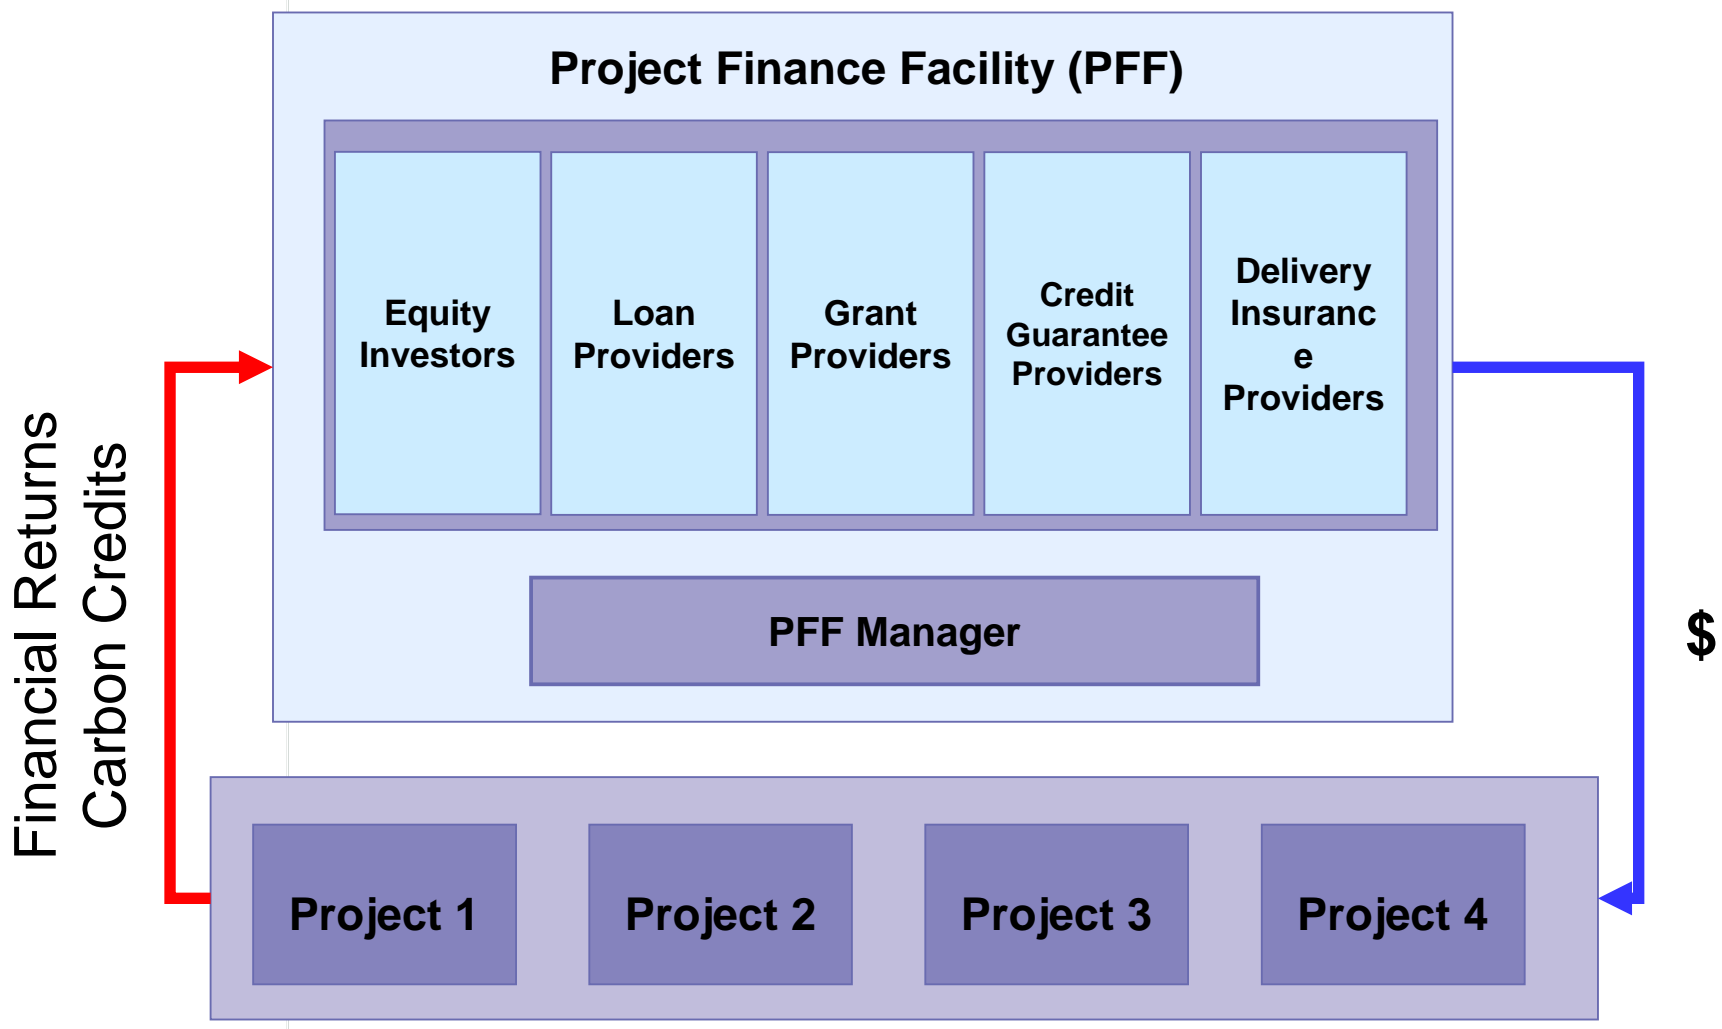 Project Finance Facility (PFF)
Equity
Investors
Loan
Providers
Grant
Providers
Credit
Guarantee
Providers
Delivery
Insuranc
e
Providers
Financial Returns
Carbon Credits
$
PFF Manager
Project 1
Project 2
Project 3
Project 4